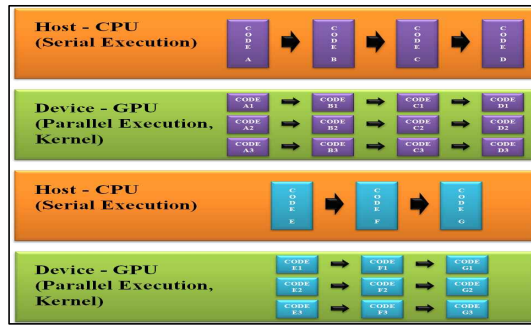 Host - CPU
(Serial Execution)
CODE A
CODE B
CODE C
CODE D
Device - GPU
(Parallel Execution,
Kernel)
CODE A1
CODE B1
CODE C1
CODE D1
CODE A2
CODE B2
CODE C2
CODE D2
CODE A3
CODE B3
CODE C3
CODE D3
Host - CPU
(Serial Execution)
CODE E
CODE F
CODE G
Device - GPU
(Parallel Execution,
Kernel)
CODE E1
CODE F1
CODE G1
CODE E2
CODE F2
CODE G2
CODE E3
CODE F3
CODE G3